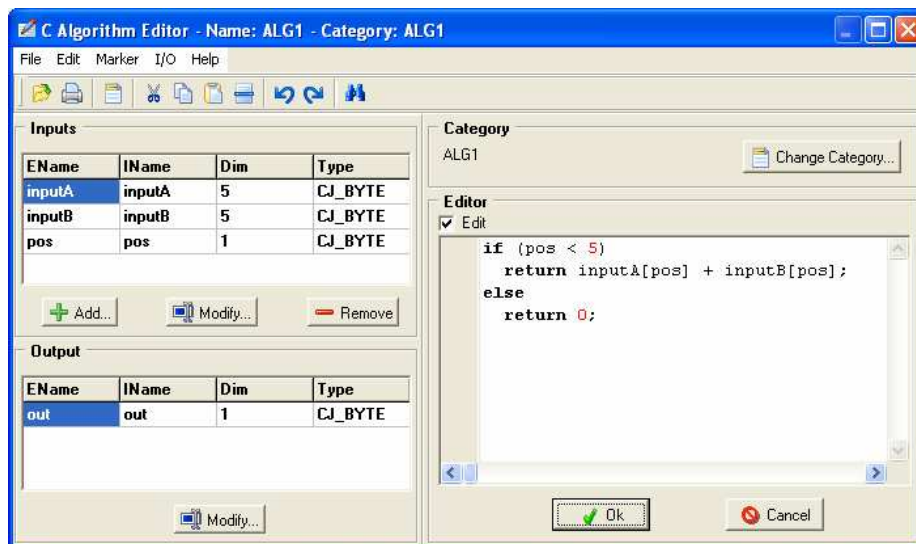 C Algorithm Editor - Name: ALG1 - Category: ALG1
File Edit Marker I/O Help
Inputs
EName IName Dim Type
inputA inputA 5 CJ_BYTE
inputB inputB 5 CJ_BYTE
pos pos 1 CJ_BYTE
Add... Modify... Remove
Output
EName IName Dim Type
out out 1 CJ_BYTE
Modify...
Category
ALG1
Change Category...
Editor
Edit
if (pos < 5)
return inputA[pos] + inputB[pos];
else
return 0;
Ok Cancel